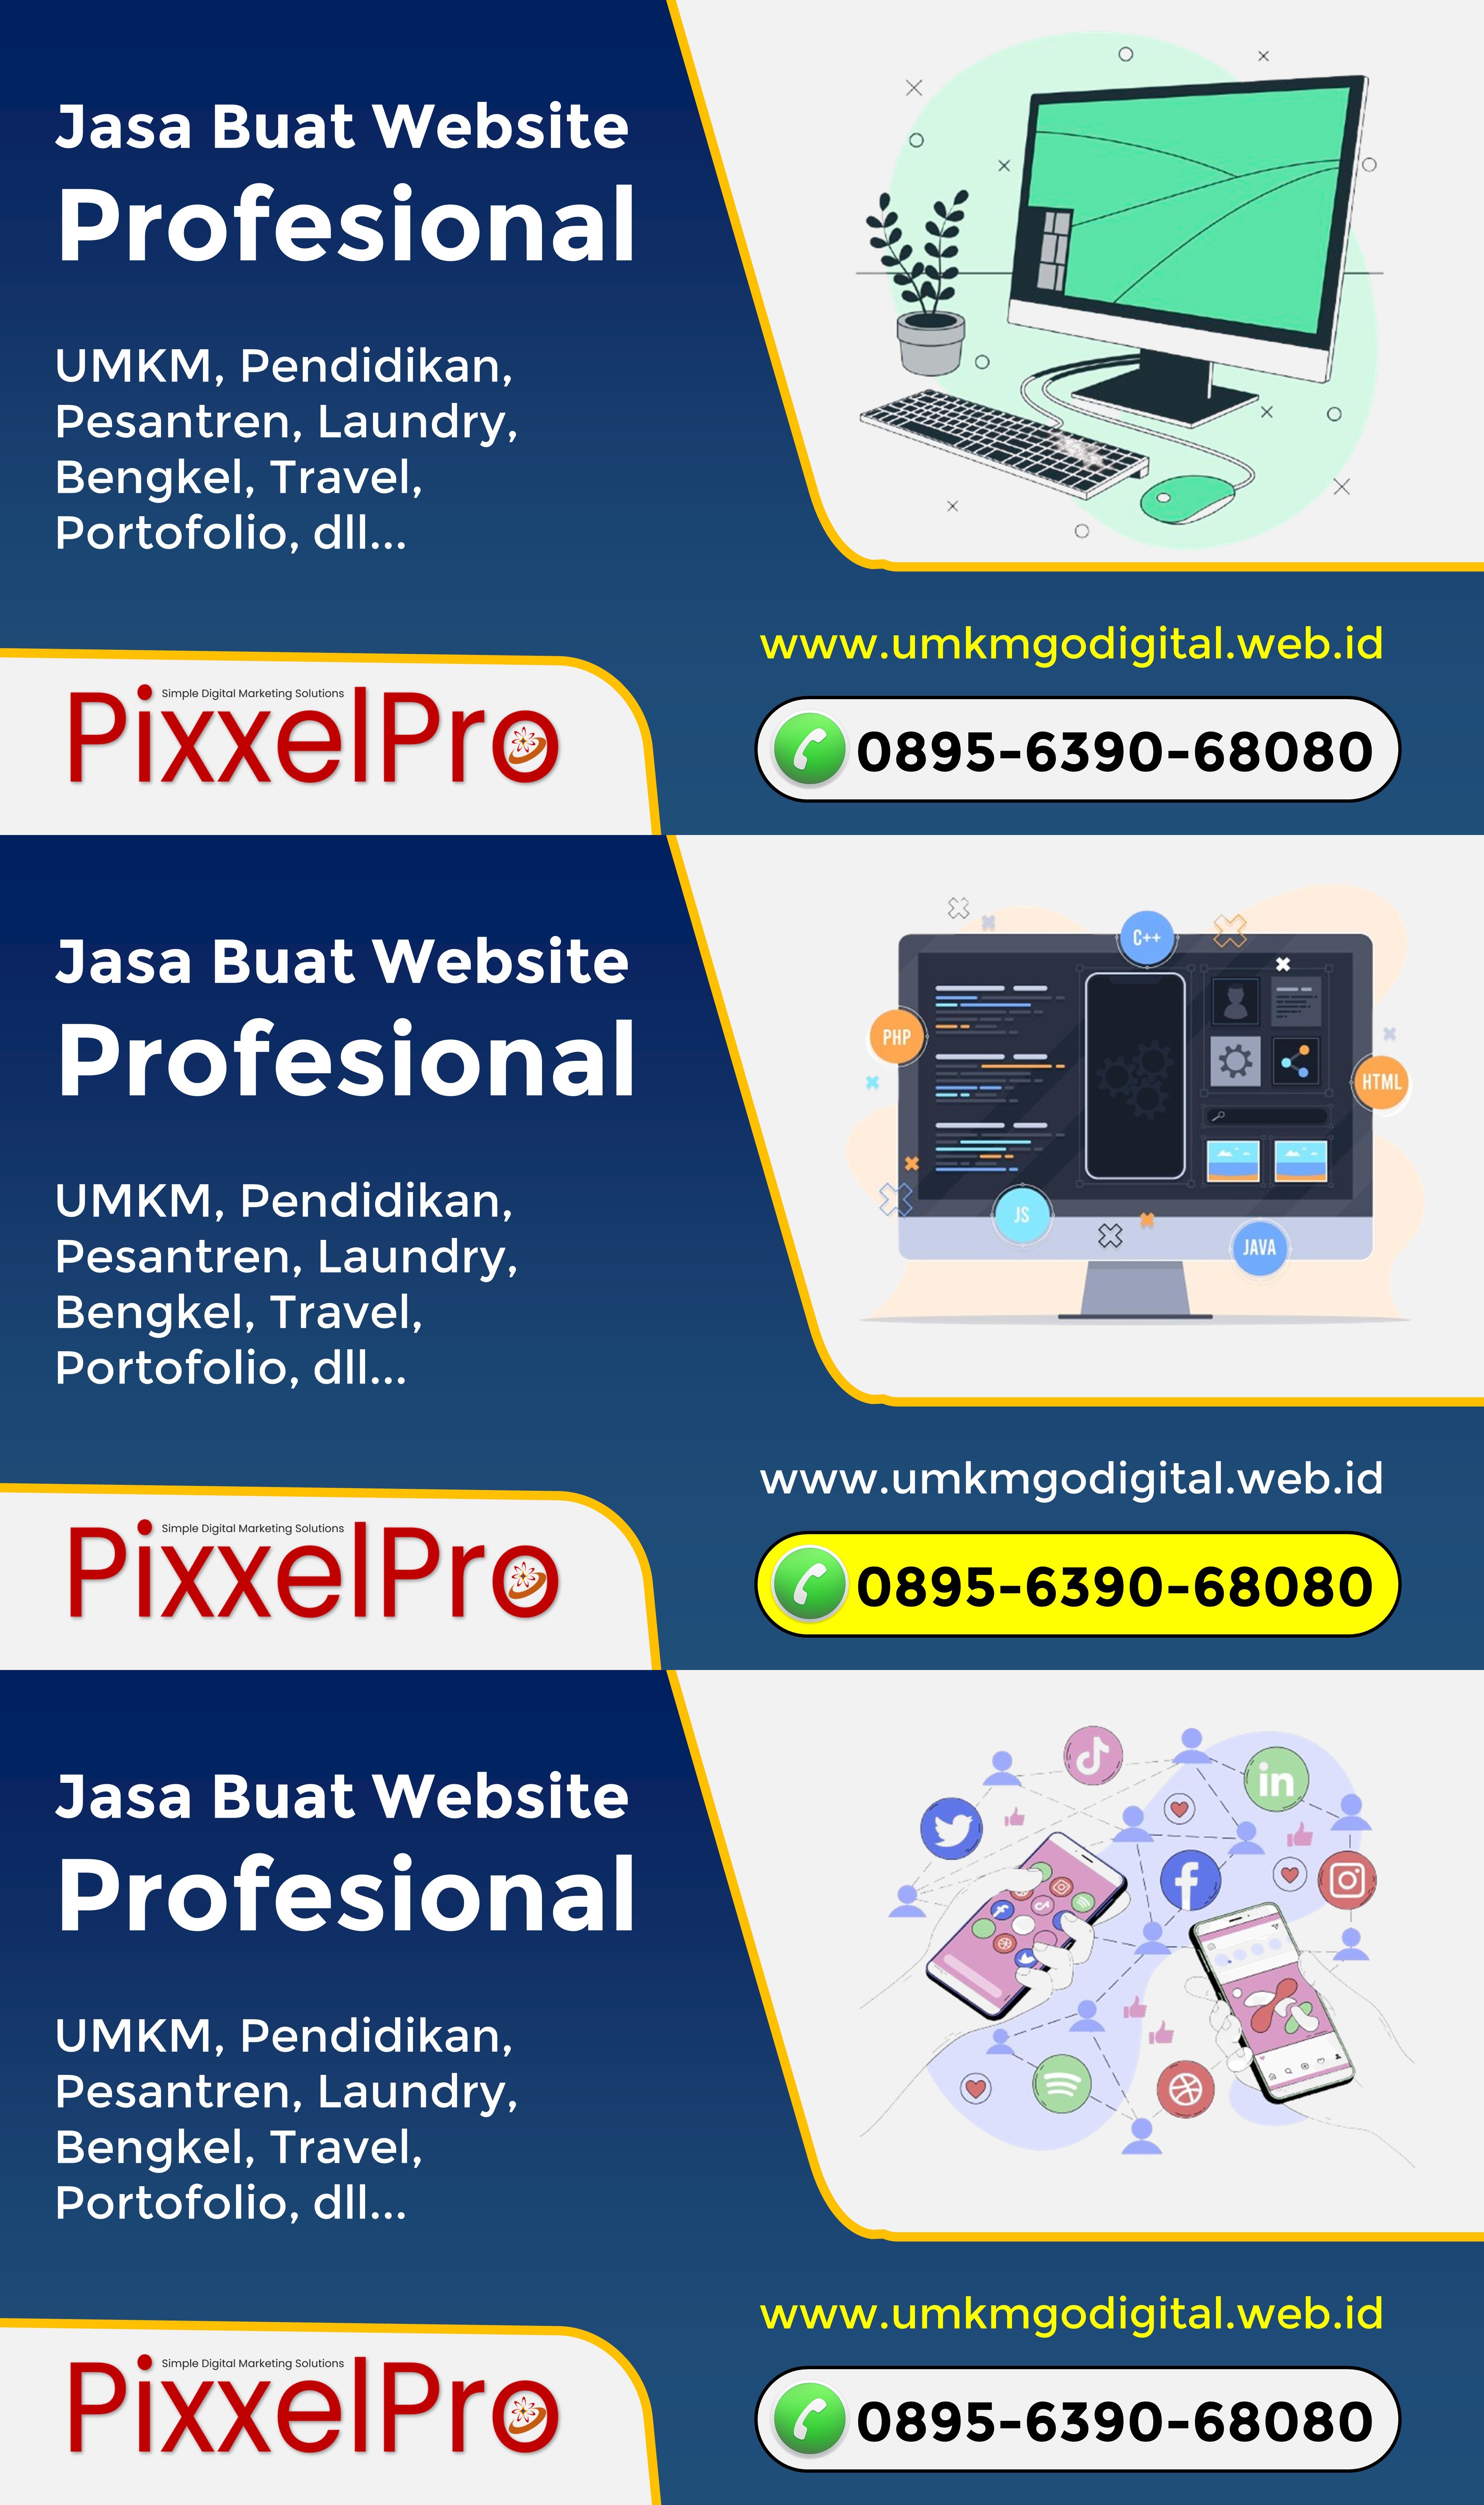 Jasa Buat Website
Profesional
UMKM, Pendidikan,
Pesantren, Laundry,
Bengkel, Travel,
Portofolio, dll...
www.umkmgodigital.web.id
Simple Digital Marketing Solutions
PixxelPro
0895-6390-68080
Jasa Buat Website
Profesional
C++
PHP
HTML
JS
JAVA
UMKM, Pendidikan,
Pesantren, Laundry,
Bengkel, Travel,
Portofolio, dll...
www.umkmgodigital.web.id
Simple Digital Marketing Solutions
PixxelPro
0895-6390-68080
Jasa Buat Website
Profesional
in
UMKM, Pendidikan,
Pesantren, Laundry,
Bengkel, Travel,
Portofolio, dll...
www.umkmgodigital.web.id
Simple Digital Marketing Solutions
PixxelPro
0895-6390-68080